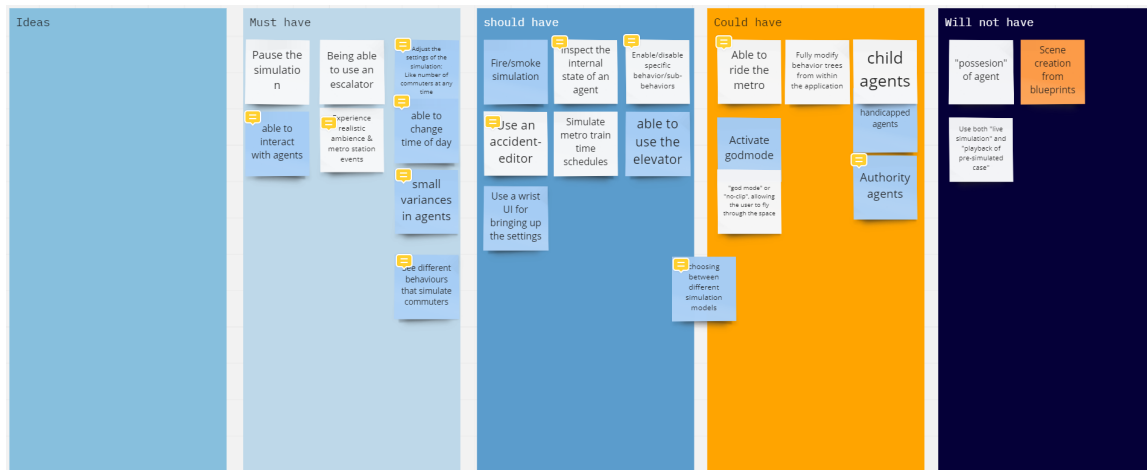 Ideas
Must have
should have
Could have
Will not have
Pause the
simulatio
n
Being able
to use an
escalator
Adjust the
settings of the
simulation:
Like number of
commuters at any
time
able to
interact
with agents
Experience
realistic
ambience &
metro station
events
able to
change
time of day
small
variances
in agents
See different
behaviours
that simulate
commuters
Fire/smoke
simulation
Inspect the
internal
state of an
agent
Enable/disable
specific
behavior/sub-
behaviors
Use an
accident-
editor
Simulate
metro train
time
schedules
able to
use the
elevator
Use a wrist
UI for
bringing up
the settings
Able to
ride the
metro
Fully modify
behavior trees
from within
the application
child
agents
handicapped
agents
Activate
godmode
"god mode" or
"no-clip", allowing
the user to fly
through the space
Authority
agents
choosing
between
different
simulation
models
"possesion"
of agent
Scene
creation
from
blueprints
Use both "live
simulation" and
"playback of
pre-simulated
case"